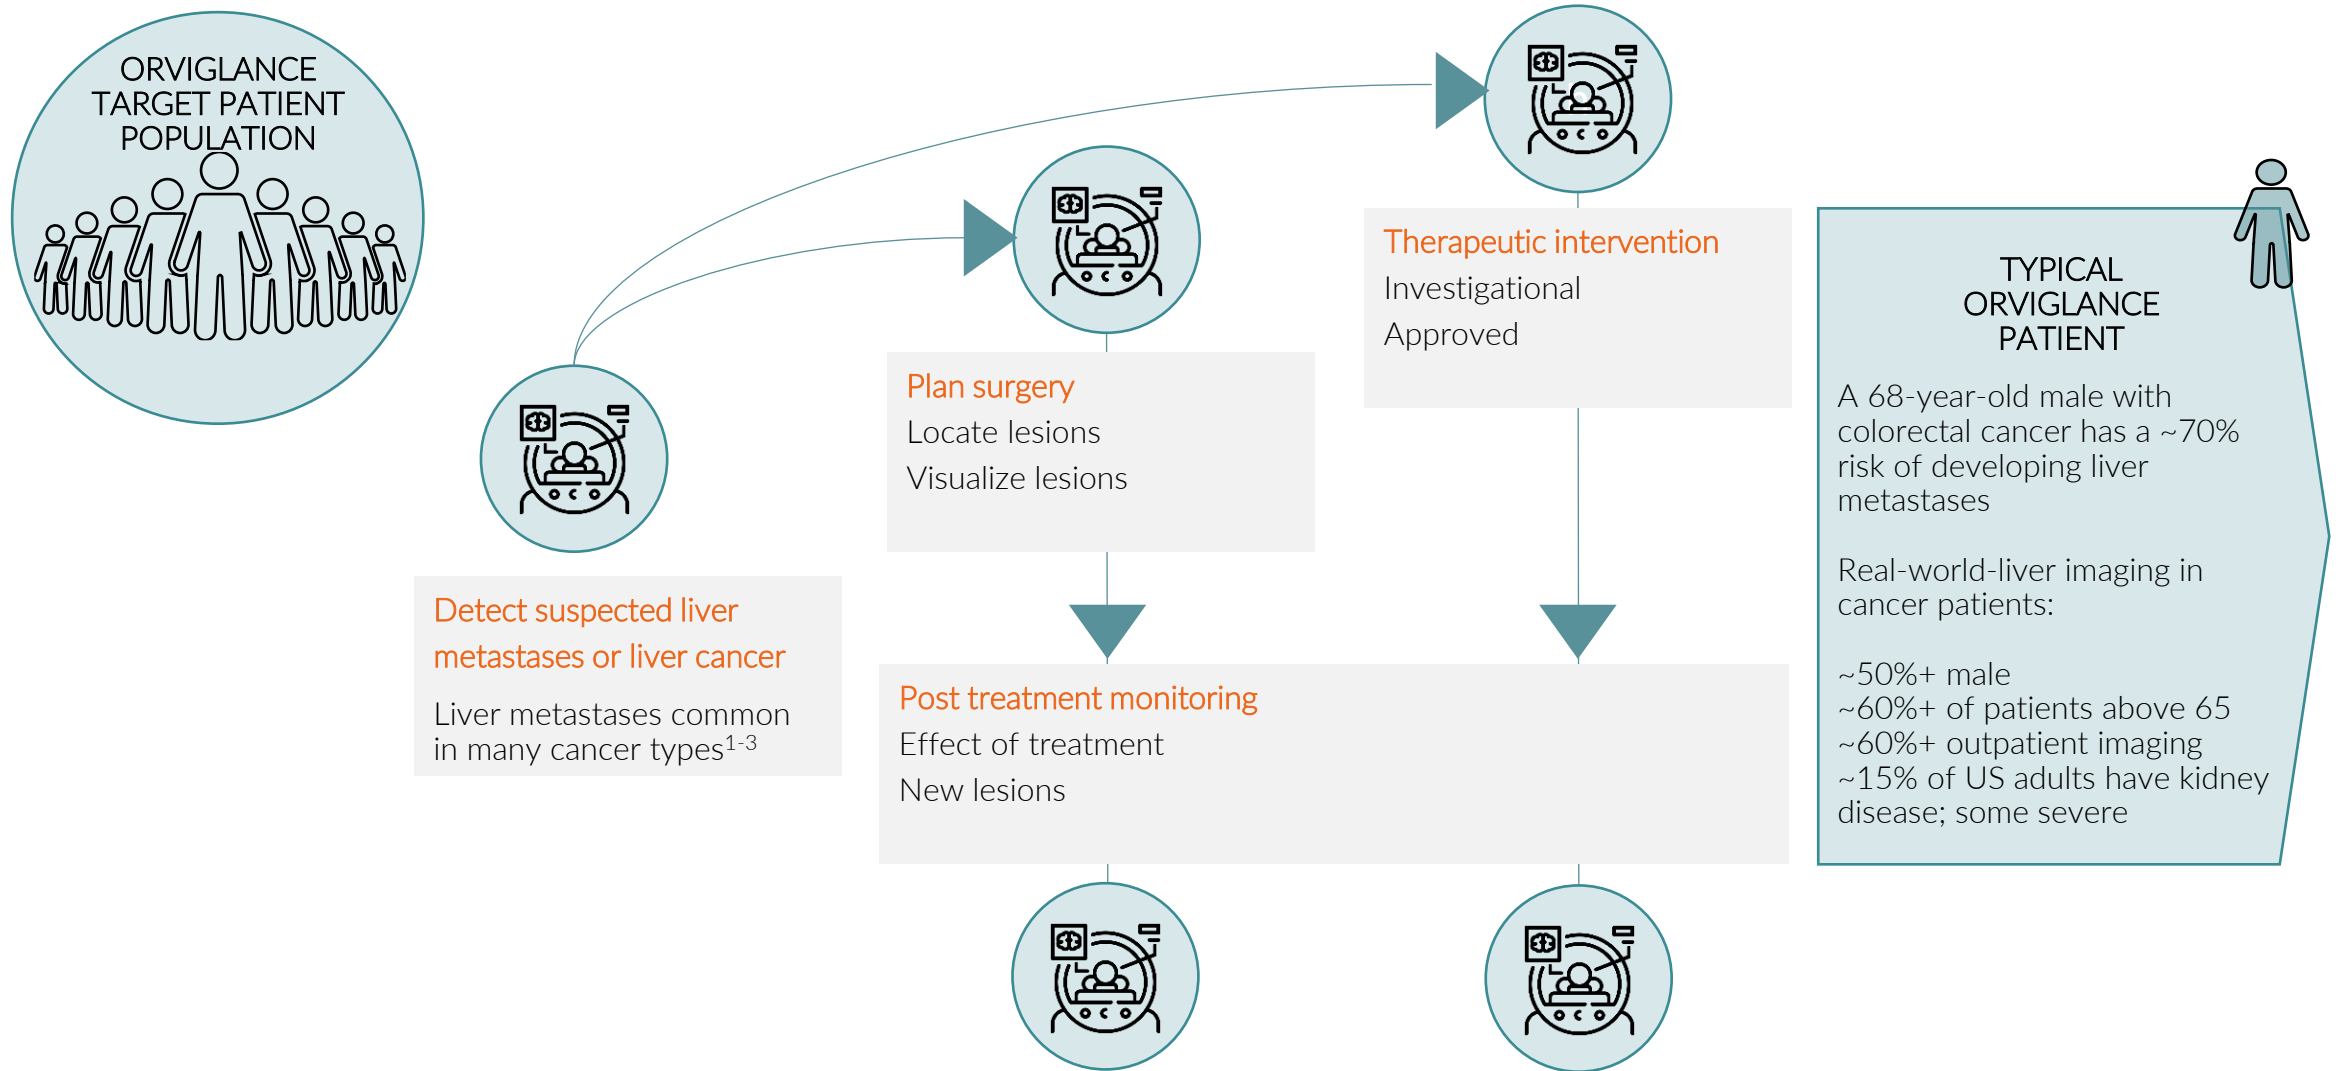 ORVIGLANCE
TARGET PATIENT
POPULATION
Detect suspected liver
metastases or liver cancer
Liver metastases common
in many cancer types1-3
Plan surgery
Locate lesions
Visualize lesions
Therapeutic intervention
Investigational
Approved
Post treatment monitoring
Effect of treatment
New lesions
TYPICAL
ORVIGLANCE
PATIENT
A 68-year-old male with
colorectal cancer has a ~70%
risk of developing liver
metastases
Real-world-liver imaging in
cancer patients:
~50%+ male
~60%+ of patients above 65
~60%+ outpatient imaging
~15% of US adults have kidney
disease; some severe